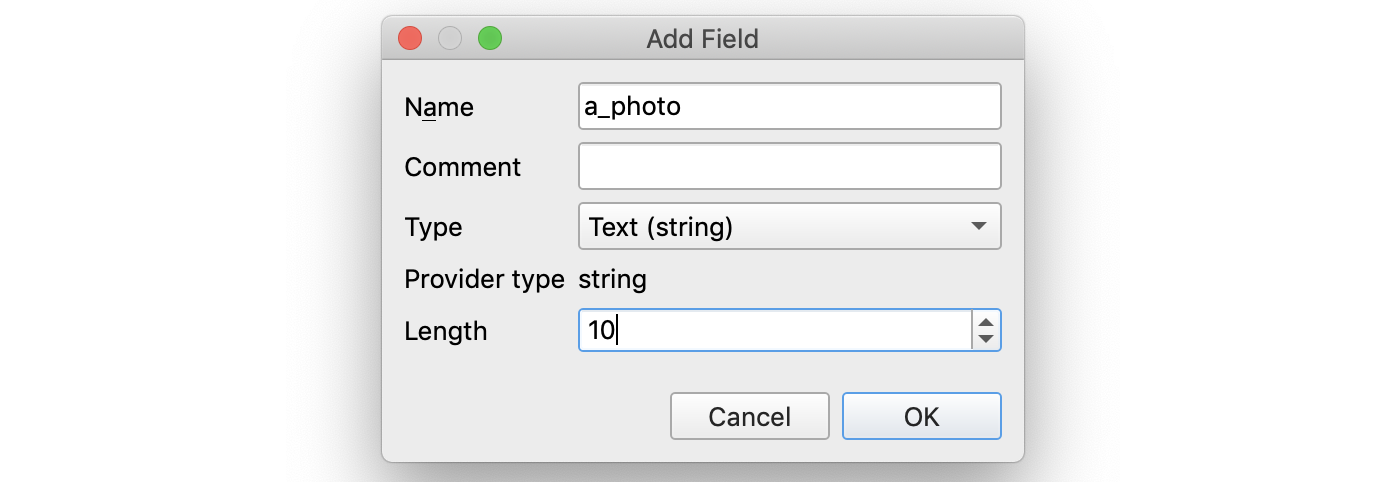 Add Field
Name a_photo
Comment
Type Text (string)
Provider type string
Length 10
Cancel OK